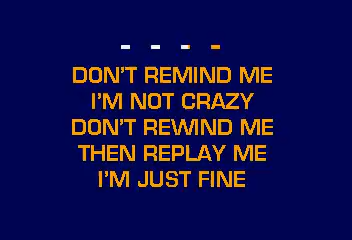 DON'T REMIND ME
I'M NOT CRAZY
DON'T REWIND ME
THEN REPLAY ME
I'M JUST FINE